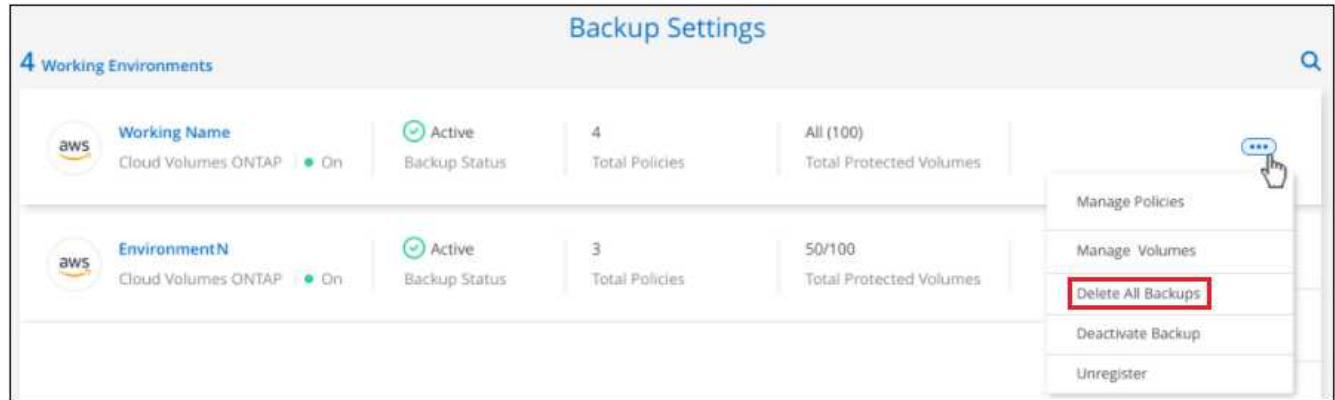 Backup Settings
4 Working Environments
aws
Working Name
Cloud Volumes ONTAP On
Active
Backup Status
4
Total Policies
All (100)
Total Protected Volumes
Manage Policies
Manage Volumes
Delete All Backups
Deactivate Backup
Unregister
aws
EnvironmentN
Cloud Volumes ONTAP On
Active
Backup Status
3
Total Policies
50/100
Total Protected Volumes